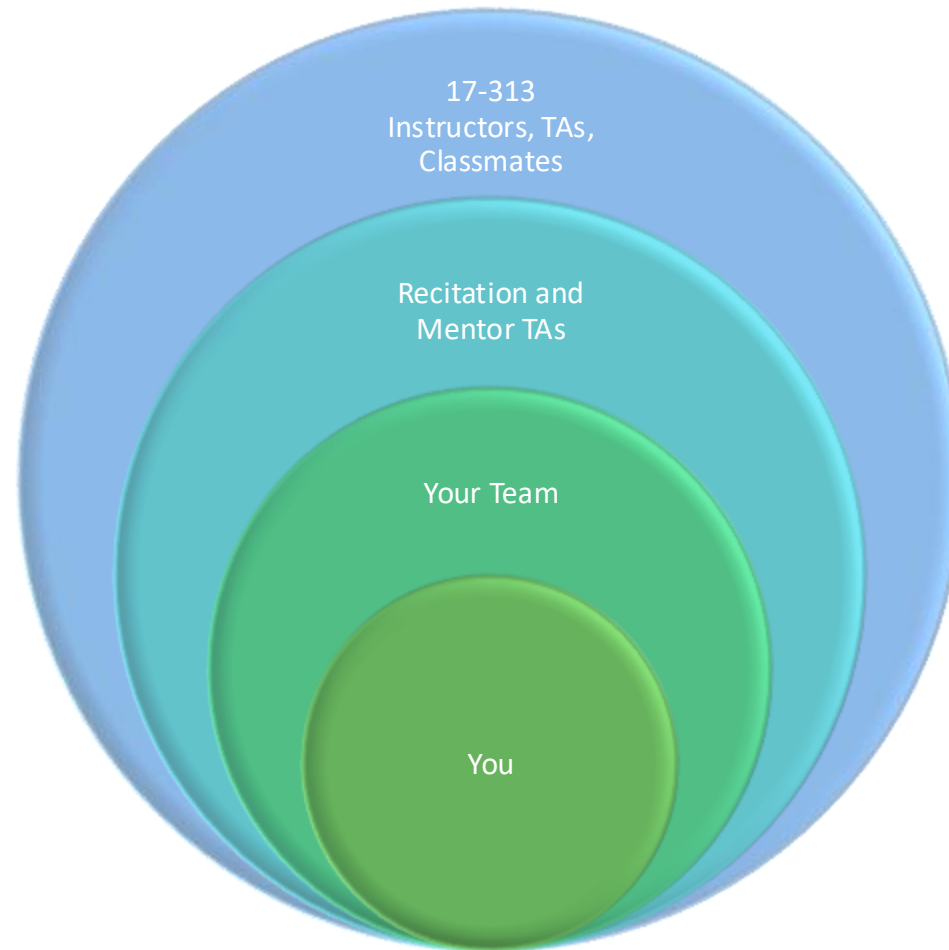 17-313
Instructors, TAs,
Classmates
Recitation and
Mentor TAs
Your Team
You